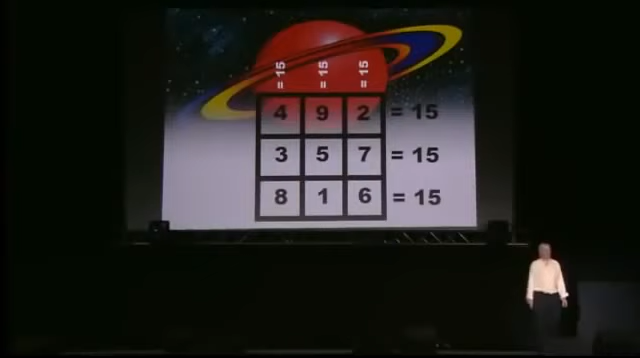 = 15 = 15 = 15
4 9 2 = 15
3 5 7 = 15
8 1 6 = 15